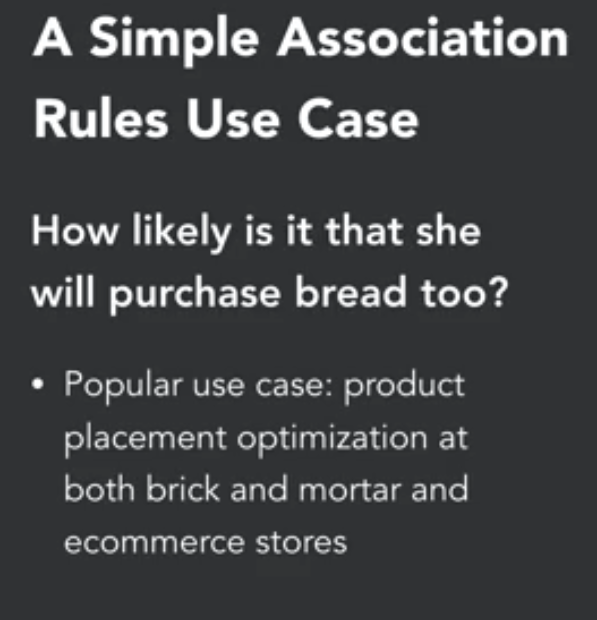 A Simple Association
Rules Use Case
How likely is it that she
will purchase bread too?
• Popular use case: product
placement optimization at
both brick and mortar and
ecommerce stores